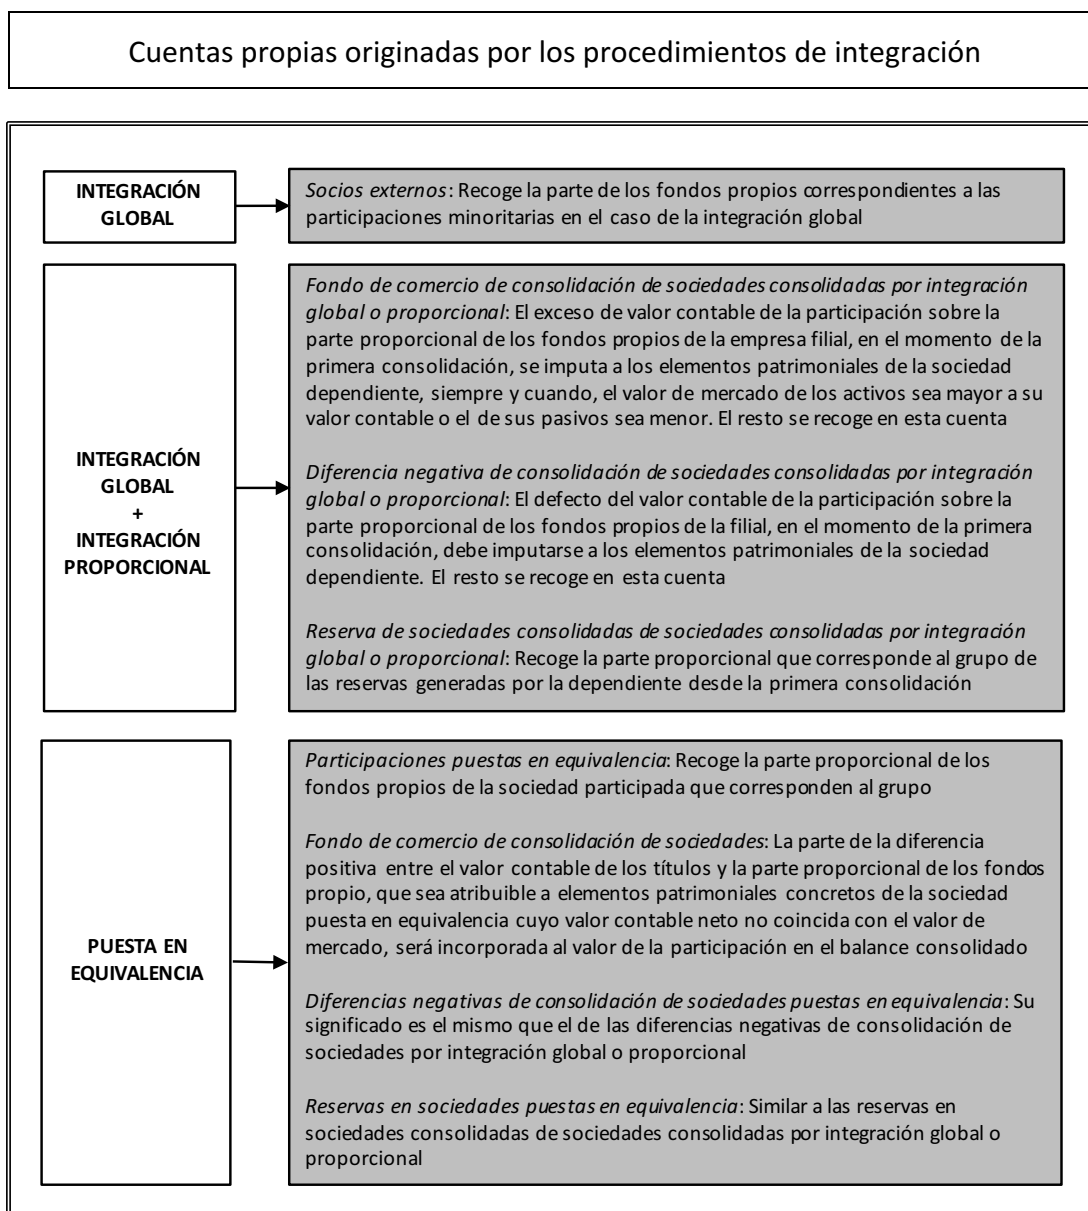 Cuentas propias originadas por los procedimientos de integración
INTEGRACIÓN
GLOBAL
Socios externos: Recoge la parte de los fondos propios correspondientes a las
participaciones minoritarias en el caso de la integración global
INTEGRACIÓN
GLOBAL
+
INTEGRACIÓN
PROPORCIONAL
Fondo de comercio de consolidación de sociedades consolidadas por integración
global o proporcional: El exceso de valor contable de la participación sobre la
parte proporcional de los fondos propios de la empresa filial, en el momento de la
primera consolidación, se imputa a los elementos patrimoniales de la sociedad
dependiente, siempre y cuando, el valor de mercado de los activos sea mayor a su
valor contable o el de sus pasivos sea menor. El resto se recoge en esta cuenta
Diferencia negativa de consolidación de sociedades consolidadas por integración
global o proporcional: El defecto del valor contable de la participación sobre la
parte proporcional de los fondos propios de la filial, en el momento de la primera
consolidación, debe imputarse a los elementos patrimoniales de la sociedad
dependiente. El resto se recoge en esta cuenta
Reserva de sociedades consolidadas de sociedades consolidadas por integración
global o proporcional: Recoge la parte proporcional que corresponde al grupo de
las reservas generadas por la dependiente desde la primera consolidación
PUESTA EN
EQUIVALENCIA
Participaciones puestas en equivalencia: Recoge la parte proporcional de los
fondos propios de la sociedad participada que corresponden al grupo
Fondo de comercio de consolidación de sociedades: La parte de la diferencia
positiva entre el valor contable de los títulos y la parte proporcional de los fondos
propio, que sea atribuible a elementos patrimoniales concretos de la sociedad
puesta en equivalencia cuyo valor contable neto no coincida con el valor de
mercado, será incorporada al valor de la participación en el balance consolidado
Diferencias negativas de consolidación de sociedades puestas en equivalencia: Su
significado es el mismo que el de las diferencias negativas de consolidación de
sociedades por integración global o proporcional
Reservas en sociedades puestas en equivalencia: Similar a las reservas en
sociedades consolidadas de sociedades consolidadas por integración global o
proporcional